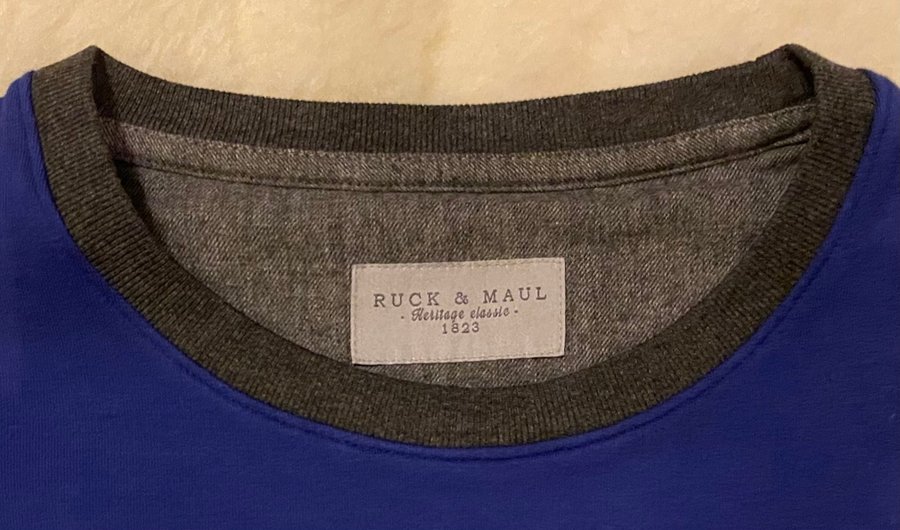 RUCK & MAUL
- Heritage classic -
1823